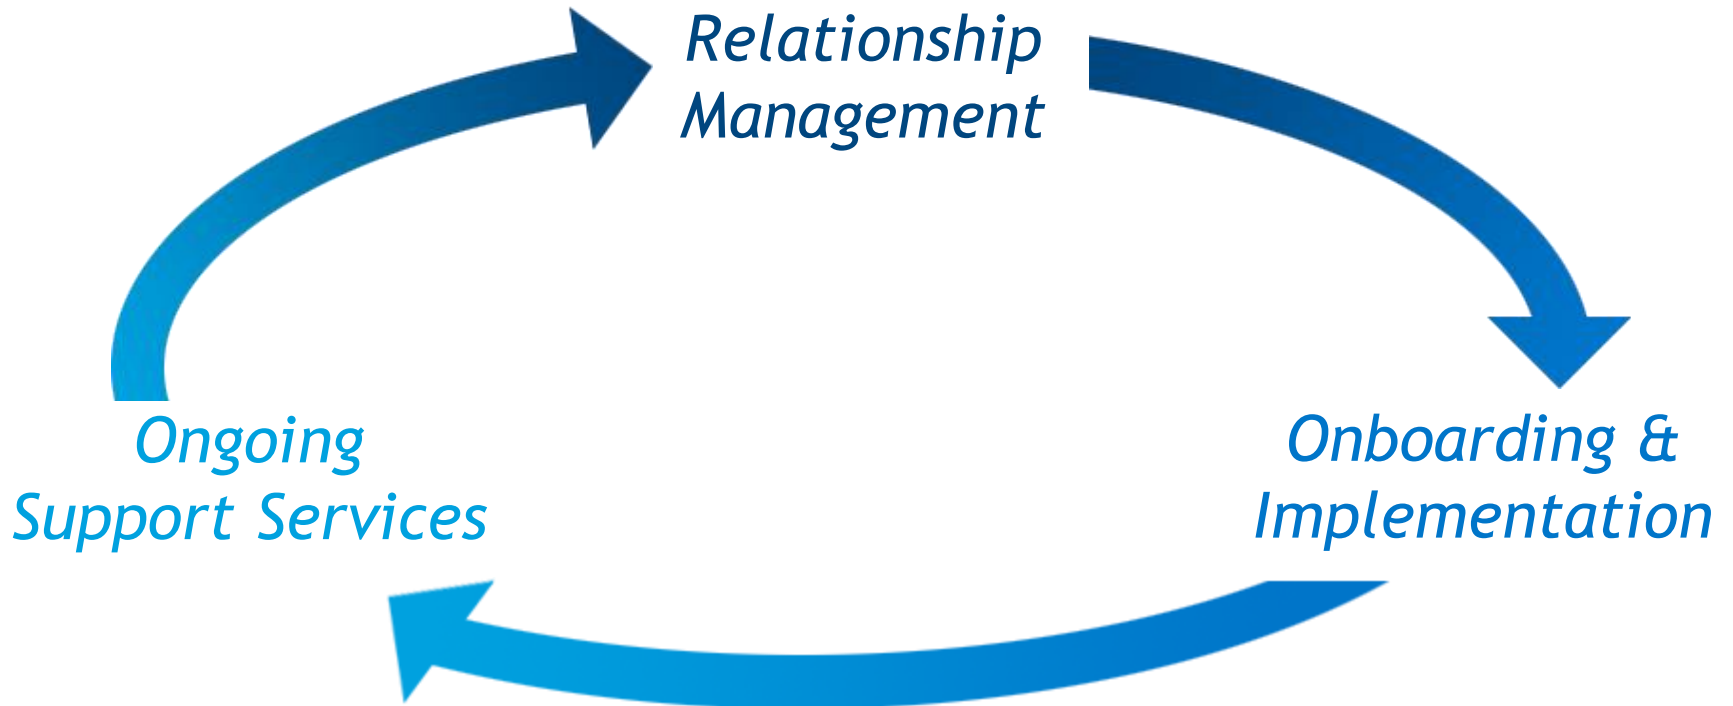 Relationship
Management
Onboarding &
Implementation
Ongoing
Support Services